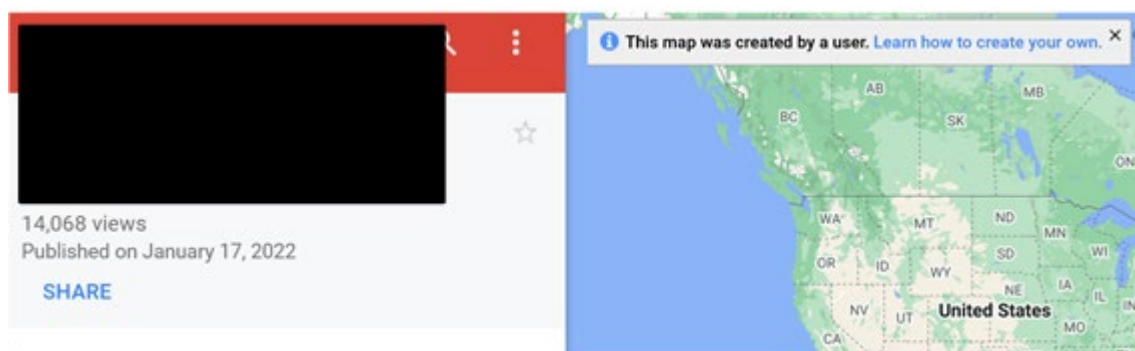 This map was created by a user. Learn how to create your own.
14,068 views
Published on January 17, 2022
SHARE
AB
MB
BC
SK
ON
WA
MT
ND
MN
OR
ID
SD
WI
WY
NE
IA
IL
IN
NV
UT
United States
MO
CA